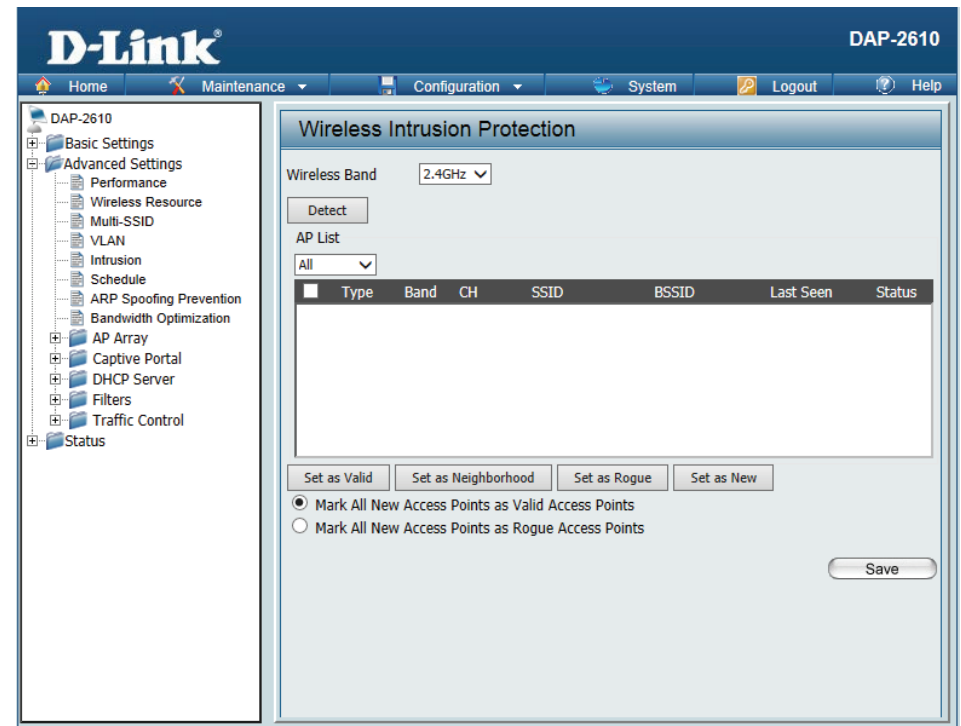 D-Link®
DAP-2610
Home Maintenance Configuration System Logout Help
DAP-2610
Basic Settings
Advanced Settings
Performance
Wireless Resource
Multi-SSID
VLAN
Intrusion
Schedule
ARP Spoofing Prevention
Bandwidth Optimization
AP Array
Captive Portal
DHCP Server
Filters
Traffic Control
Status
Wireless Intrusion Protection
Wireless Band 2.4GHz
Detect
AP List
All
Type Band CH SSID BSSID Last Seen Status
Set as Valid Set as Neighborhood Set as Rogue Set as New
Mark All New Access Points as Valid Access Points
Mark All New Access Points as Rogue Access Points
Save